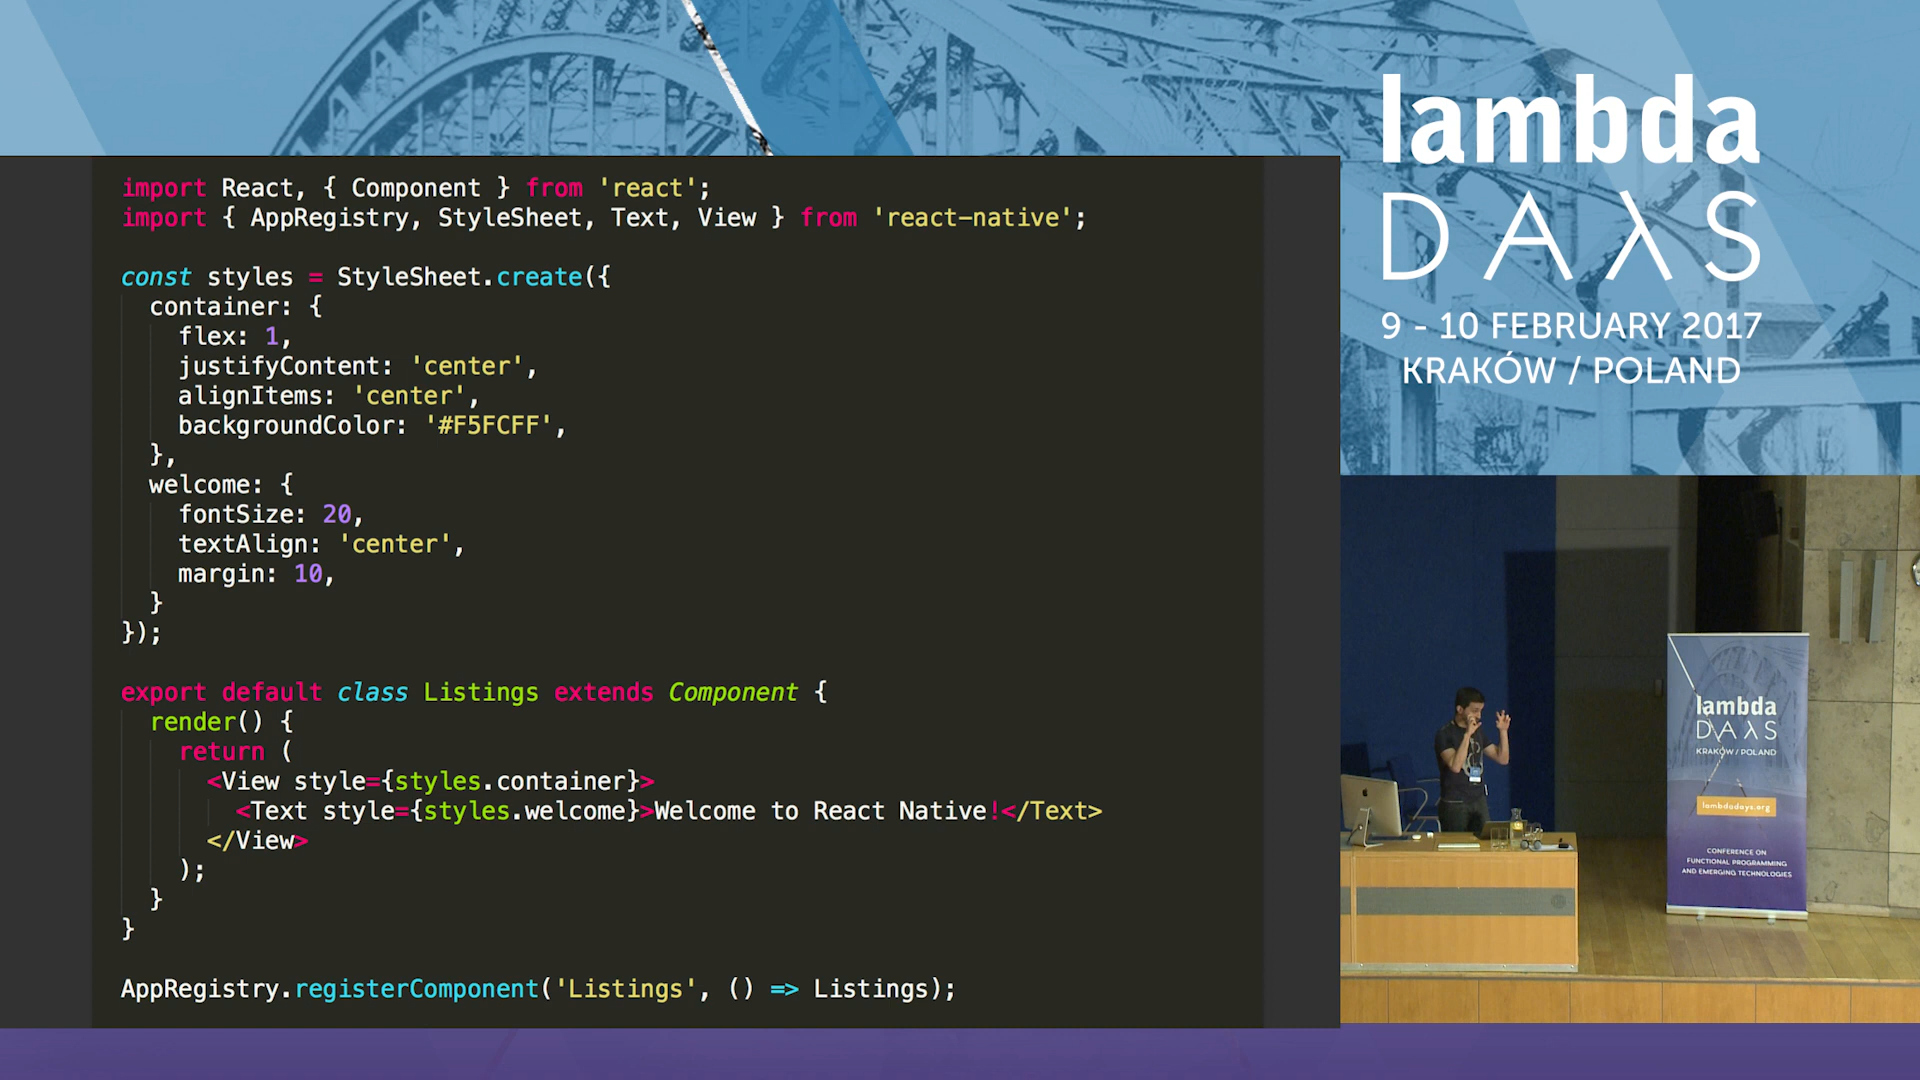 import React, { Component } from 'react';
import { AppRegistry, StyleSheet, Text, View } from 'react-native';
const styles = StyleSheet.create({
  container: {
    flex: 1,
    justifyContent: 'center',
    alignItems: 'center',
    backgroundColor: '#F5FCFF',
  },
  welcome: {
    fontSize: 20,
    textAlign: 'center',
    margin: 10,
  }
});
export default class Listings extends Component {
  render() {
    return (
      <View style={styles.container}>
        <Text style={styles.welcome}>Welcome to React Native!</Text>
      </View>
    );
  }
}
AppRegistry.registerComponent('Listings', () => Listings);
lambda
DAλS
9 - 10 FEBRUARY 2017
KRAKÓW / POLAND
lambda
DAλS
KRAKÓW / POLAND
lambdadays.org
CONFERENCE ON
FUNCTIONAL PROGRAMMING
AND EMERGING TECHNOLOGIES